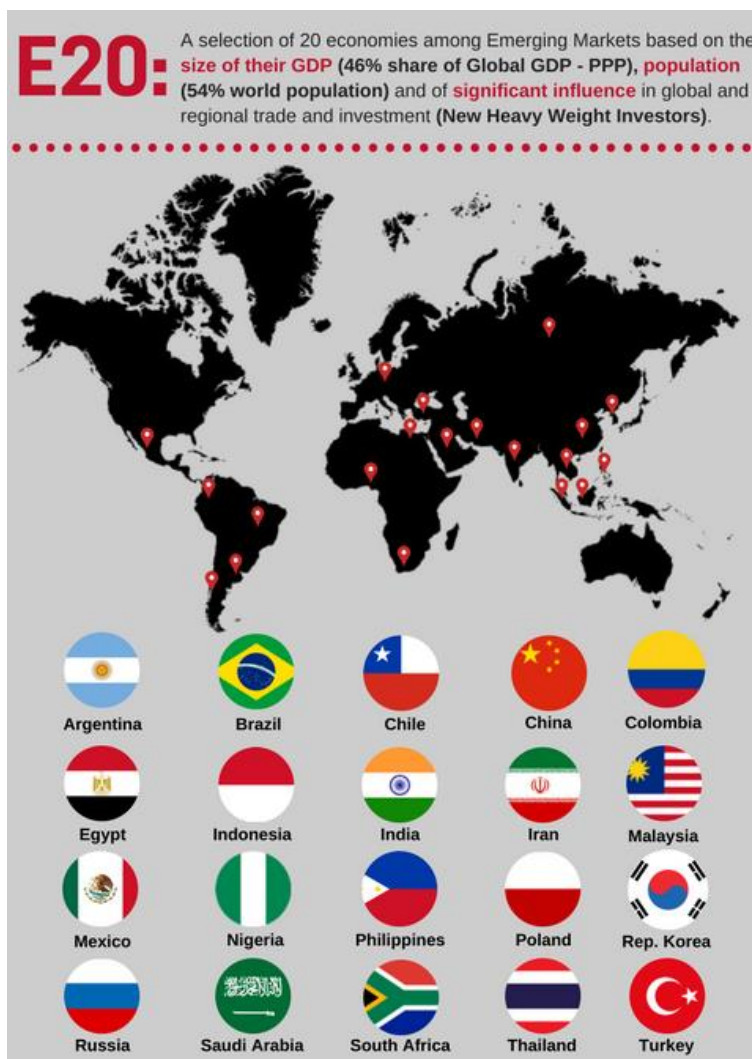 E20:
A selection of 20 economies among Emerging Markets based on the
size of their GDP (46% share of Global GDP - PPP), population
(54% world population) and of significant influence in global and
regional trade and investment (New Heavy Weight Investors).
Argentina
Brazil
Chile
China
Colombia
Egypt
Indonesia
India
Iran
Malaysia
Mexico
Nigeria
Philippines
Poland
Rep. Korea
Russia
Saudi Arabia
South Africa
Thailand
Turkey